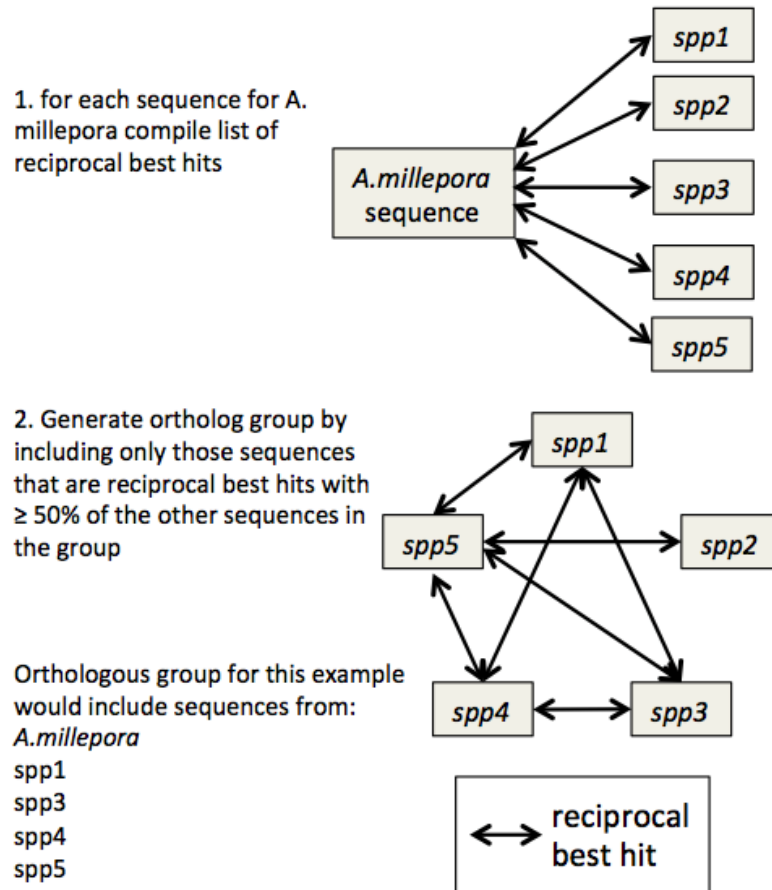 1. for each sequence for A.
millepora compile list of
reciprocal best hits
A.millepora
sequence
spp1
spp2
spp3
spp4
spp5
2. Generate ortholog group by
including only those sequences
that are reciprocal best hits with
≥ 50% of the other sequences in
the group
spp1
spp5
spp2
spp4
spp3
Orthologous group for this example
would include sequences from:
A.millepora
spp1
spp3
spp4
spp5
reciprocal
best hit